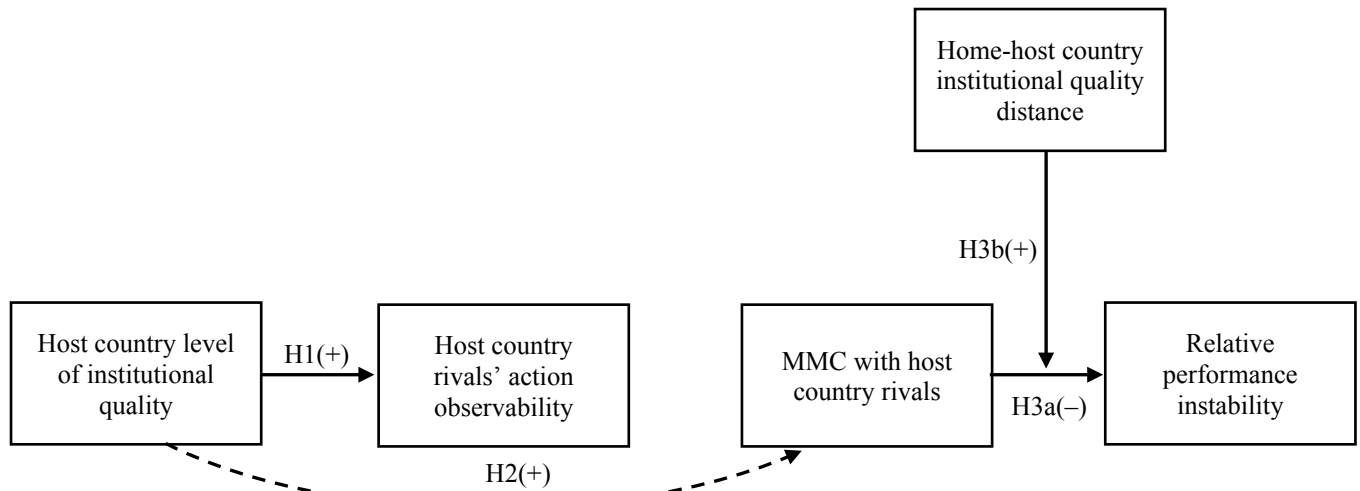 Home-host country
institutional quality
distance
H3b(+)
Host country level
of institutional
quality
H1(+)
Host country
rivals’ action
observability
MMC with host
country rivals
H3a(–)
Relative
performance
instability
H2(+)